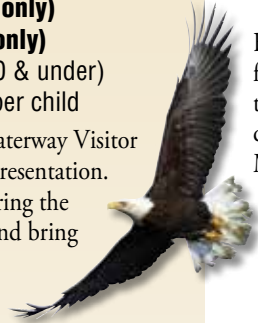 only)
only)
0 & under)
per child
aterway Visitor
resentation.
ring the
nd bring